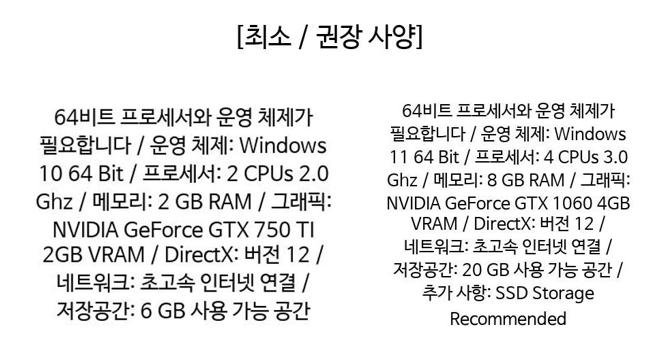 [최소 / 권장 사양]
64비트 프로세서와 운영 체제가
필요합니다 / 운영 체제: Windows
10 64 Bit / 프로세서: 2 CPUs 2.0
Ghz / 메모리: 2 GB RAM / 그래픽:
NVIDIA GeForce GTX 750 TI
2GB VRAM / DirectX: 버전 12 /
네트워크: 초고속 인터넷 연결 /
저장공간: 6 GB 사용 가능 공간
64비트 프로세서와 운영 체제가
필요합니다 / 운영 체제: Windows
11 64 Bit / 프로세서: 4 CPUs 3.0
Ghz / 메모리: 8 GB RAM / 그래픽:
NVIDIA GeForce GTX 1060 4GB
VRAM / DirectX: 버전 12 /
네트워크: 초고속 인터넷 연결 /
저장공간: 20 GB 사용 가능 공간 /
추가 사항: SSD Storage
Recommended